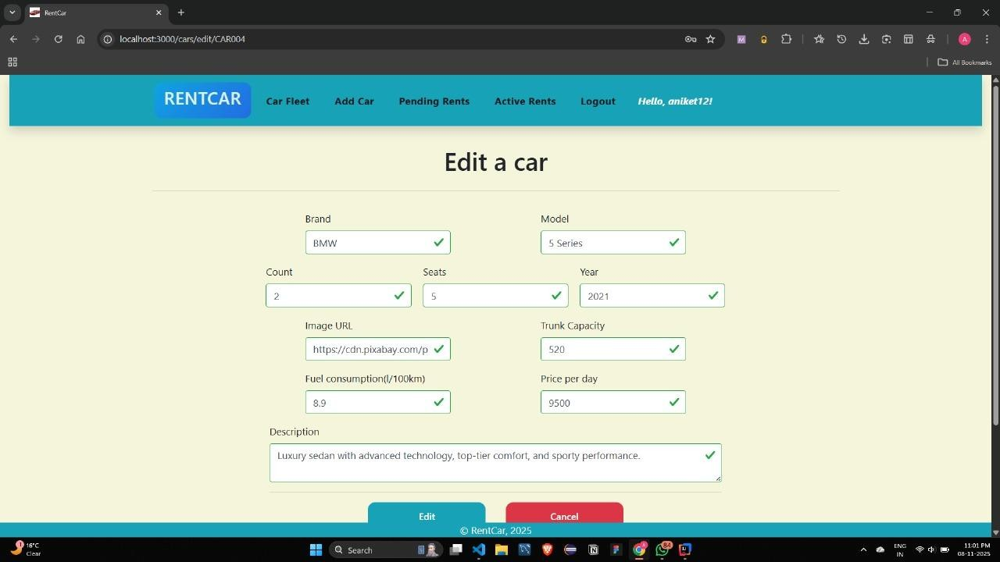 RentCar
localhost:3000/cars/edit/CAR004
M
A
All Bookmarks
RENTCAR Car Fleet Add Car Pending Rents Active Rents Logout Hello, aniket12!
Edit a car
Brand Model
BMW 5 Series
Count Seats Year
2 5 2021
Image URL Trunk Capacity
https://cdn.pixabay.com/p 520
Fuel consumption(l/100km) Price per day
8.9 9500
Description
Luxury sedan with advanced technology, top-tier comfort, and sporty performance.
Edit Cancel
© RentCar, 2025
1 16°C
Clear
Search
A
84
ENG
IN
11:01 PM
08-11-2025